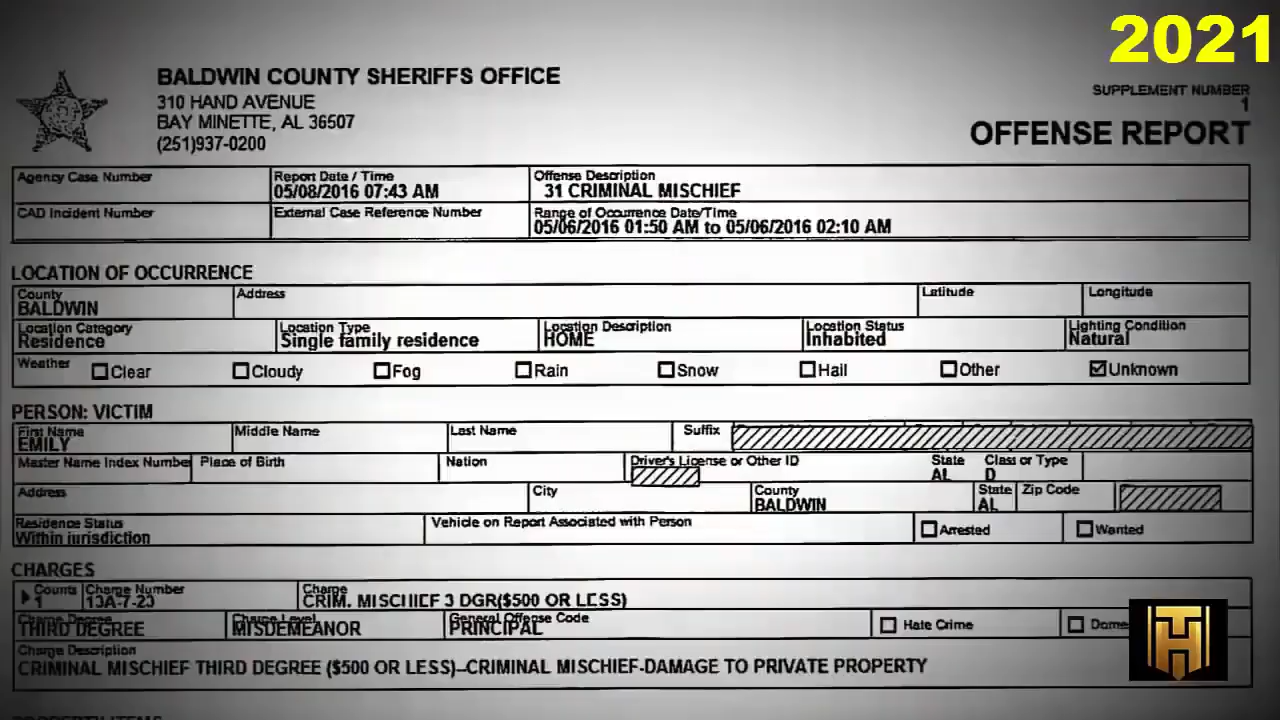 2021
BALDWIN COUNTY SHERIFFS OFFICE
310 HAND AVENUE
BAY MINETTE, AL 36507
(251)937-0200
SUPPLEMENT NUMBER
1
OFFENSE REPORT
Agency Case Number Report Date / Time Offense Description
05/08/2016 07:43 AM 31 CRIMINAL MISCHIEF
CAD Incident Number External Case Reference Number Range of Occurrence Date/Time
05/06/2016 01:50 AM to 05/06/2016 02:10 AM
LOCATION OF OCCURRENCE
County Address Latitude Longitude
BALDWIN
Location Category Location Type Location Description Location Status Lighting Condition
Residence Single family residence HOME Inhabited Natural
Weather Clear Cloudy Fog Rain Snow Hail Other Unknown
PERSON: VICTIM
First Name Middle Name Last Name Suffix
EMILY
Master Name Index Number Place of Birth Nation Driver's License or Other ID State Class or Type
AL D
Address City County State Zip Code
BALDWIN AL
Residence Status Vehicle on Report Associated with Person Arrested Wanted
Within jurisdiction
CHARGES
Counts Charge Number Charge
1 13A-7-23 CRIM. MISCHIEF 3 DGR($500 OR LESS)
Charge Degree Charge Level General Offense Code Hate Crime Dome
THIRD DEGREE MISDEMEANOR PRINCIPAL
Charge Description
CRIMINAL MISCHIEF THIRD DEGREE ($500 OR LESS)–CRIMINAL MISCHIEF-DAMAGE TO PRIVATE PROPERTY
PROPERTY ITEMS